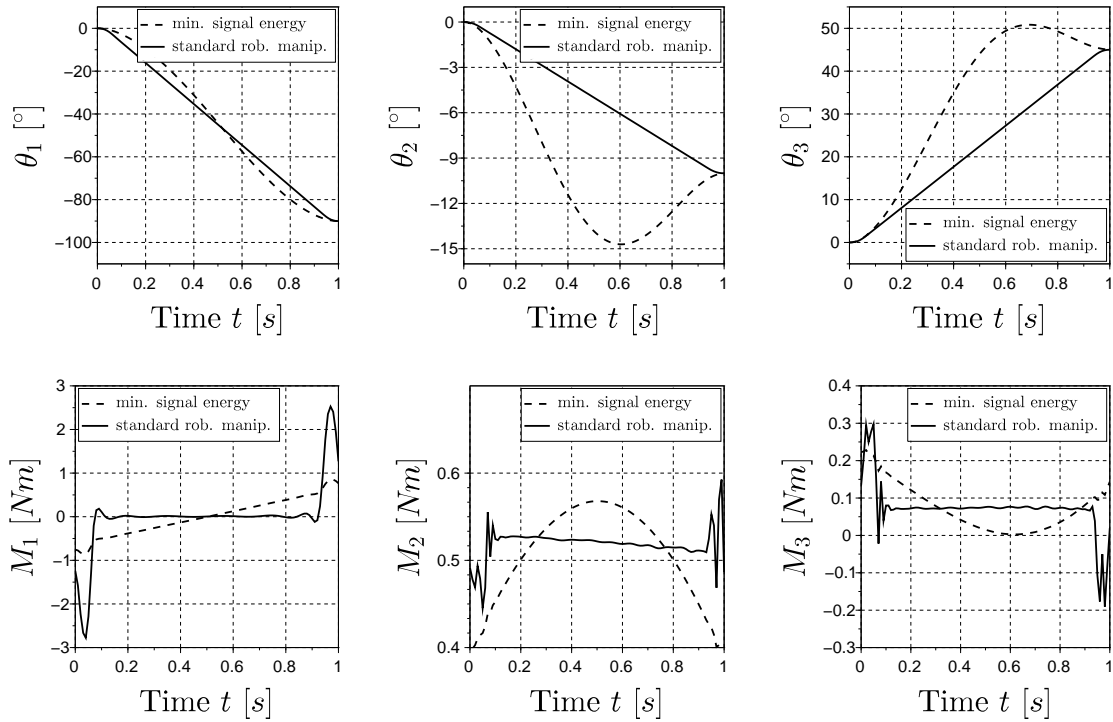 min. signal energy
standard rob. manip.
0
−20
−40
−60
−80
−100
θ1 [°]
0 0.2 0.4 0.6 0.8 1
Time t [s]
min. signal energy
standard rob. manip.
0
−3
−6
−9
−12
−15
θ2 [°]
0 0.2 0.4 0.6 0.8 1
Time t [s]
50
40
30
20
10
0
θ3 [°]
min. signal energy
standard rob. manip.
0 0.2 0.4 0.6 0.8 1
Time t [s]
min. signal energy
standard rob. manip.
3
2
1
0
−1
−2
−3
M1 [Nm]
0 0.2 0.4 0.6 0.8 1
Time t [s]
min. signal energy
standard rob. manip.
0.6
0.5
0.4
M2 [Nm]
0 0.2 0.4 0.6 0.8 1
Time t [s]
min. signal energy
standard rob. manip.
0.4
0.3
0.2
0.1
0
−0.1
−0.2
−0.3
M3 [Nm]
0 0.2 0.4 0.6 0.8 1
Time t [s]